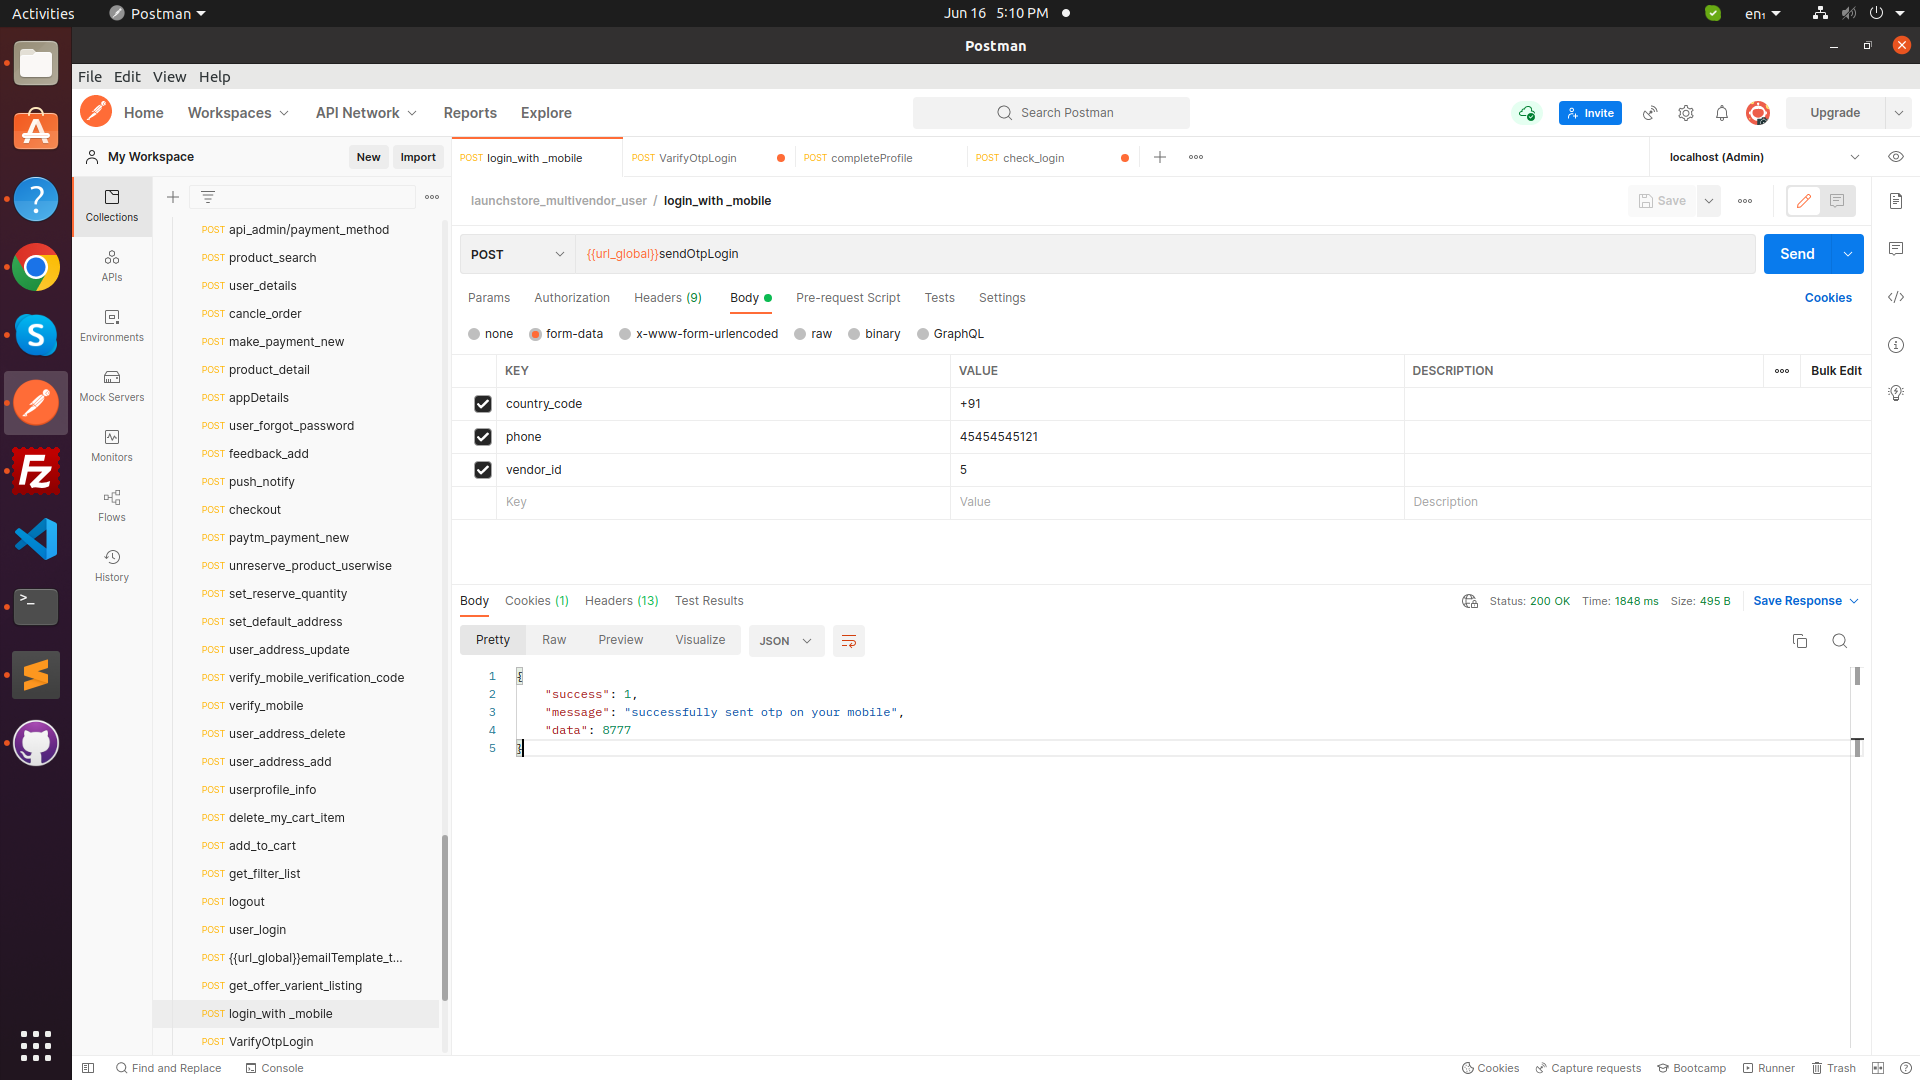 Activities
Postman
Jun 16 5:10 PM
en₁
Postman
File Edit View Help
Home
Workspaces
API Network
Reports
Explore
Search Postman
Invite
Upgrade
My Workspace
New
Import
POST login_with _mobile
POST VarifyOtpLogin
POST completeProfile
POST check_login
localhost (Admin)
Collections
APIs
Environments
Mock Servers
Monitors
Flows
History
POST api_admin/payment_method
POST product_search
POST user_details
POST cancle_order
POST make_payment_new
POST product_detail
POST appDetails
POST user_forgot_password
POST feedback_add
POST push_notify
POST checkout
POST paytm_payment_new
POST unreserve_product_userwise
POST set_reserve_quantity
POST set_default_address
POST user_address_update
POST verify_mobile_verification_code
POST verify_mobile
POST user_address_delete
POST user_address_add
POST userprofile_info
POST delete_my_cart_item
POST add_to_cart
POST get_filter_list
POST logout
POST user_login
POST {{url_global}}emailTemplate_t...
POST get_offer_varient_listing
POST login_with _mobile
POST VarifyOtpLogin
launchstore_multivendor_user / login_with _mobile
Save
POST
{{url_global}}sendOtpLogin
Send
Params
Authorization
Headers (9)
Body
Pre-request Script
Tests
Settings
Cookies
none
form-data
x-www-form-urlencoded
raw
binary
GraphQL
KEY VALUE DESCRIPTION Bulk Edit
country_code +91
phone 45454545121
vendor_id 5
Key Value Description
Body
Cookies (1)
Headers (13)
Test Results
Status: 200 OK Time: 1848 ms Size: 495 B
Save Response
Pretty
Raw
Preview
Visualize
JSON
1 {
2 "success": 1,
3 "message": "successfully sent otp on your mobile",
4 "data": 8777
5 }
Find and Replace
Console
Cookies
Capture requests
Bootcamp
Runner
Trash